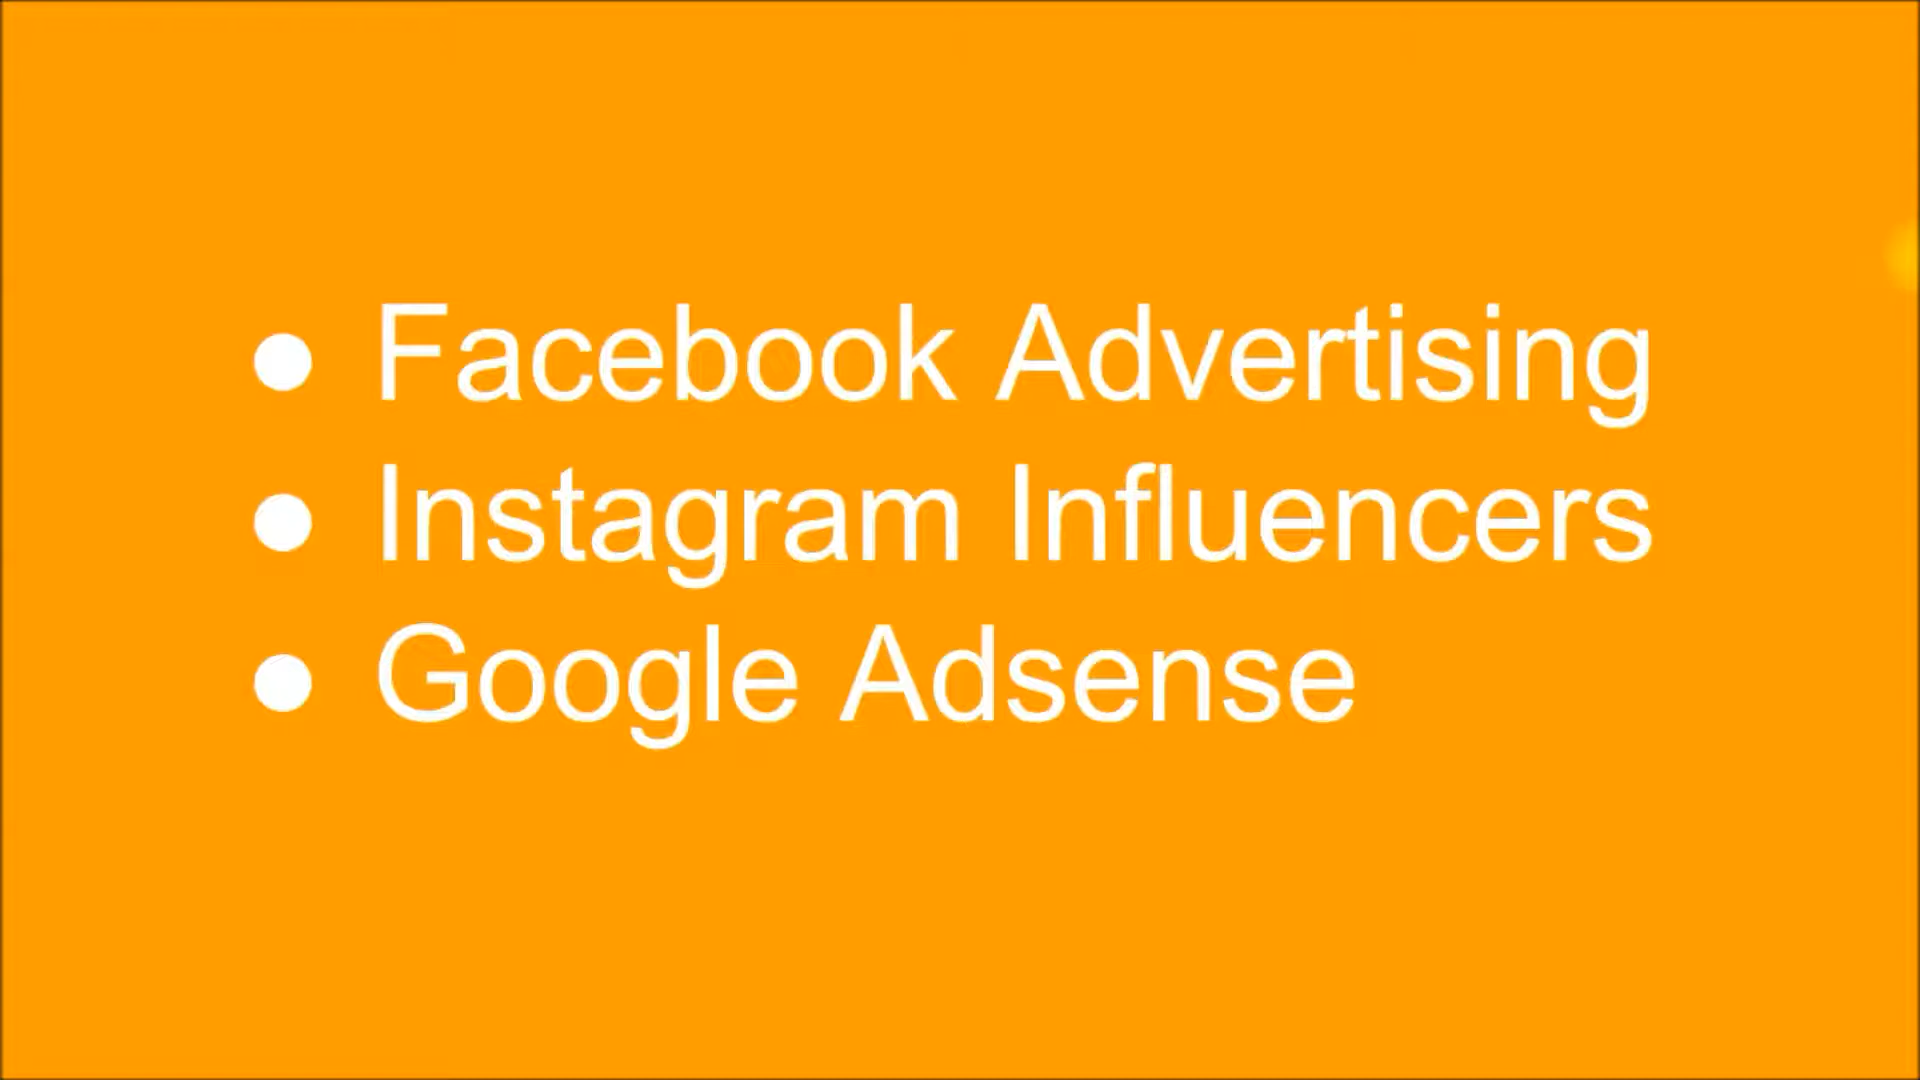 ● Facebook Advertising
● Instagram Influencers
● Google Adsense